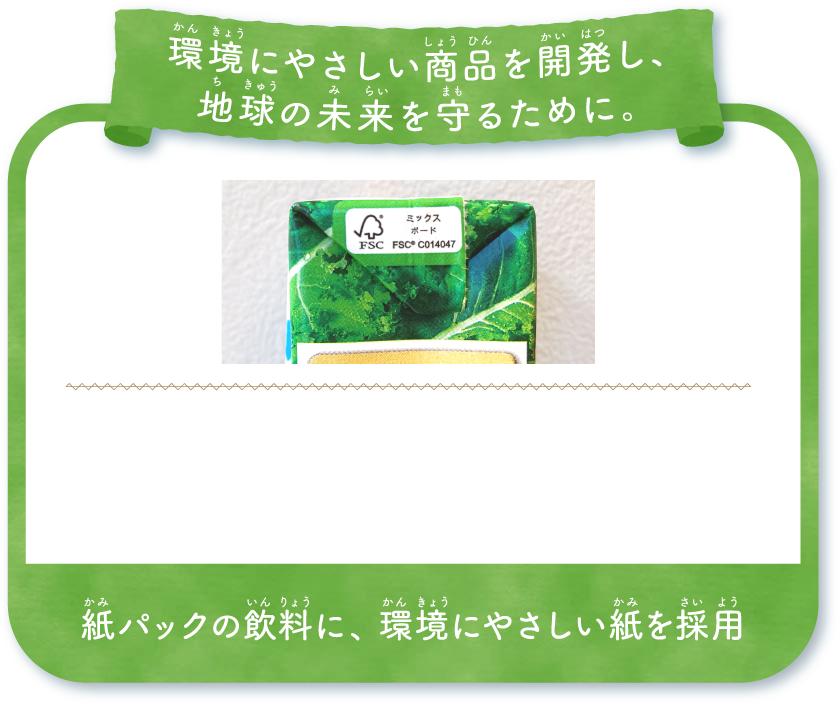 環境にやさしい商品を開発し、
地球の未来を守るために。
ミックス
ボード
FSC® C014047
FSC
紙パックの飲料に、環境にやさしい紙を採用